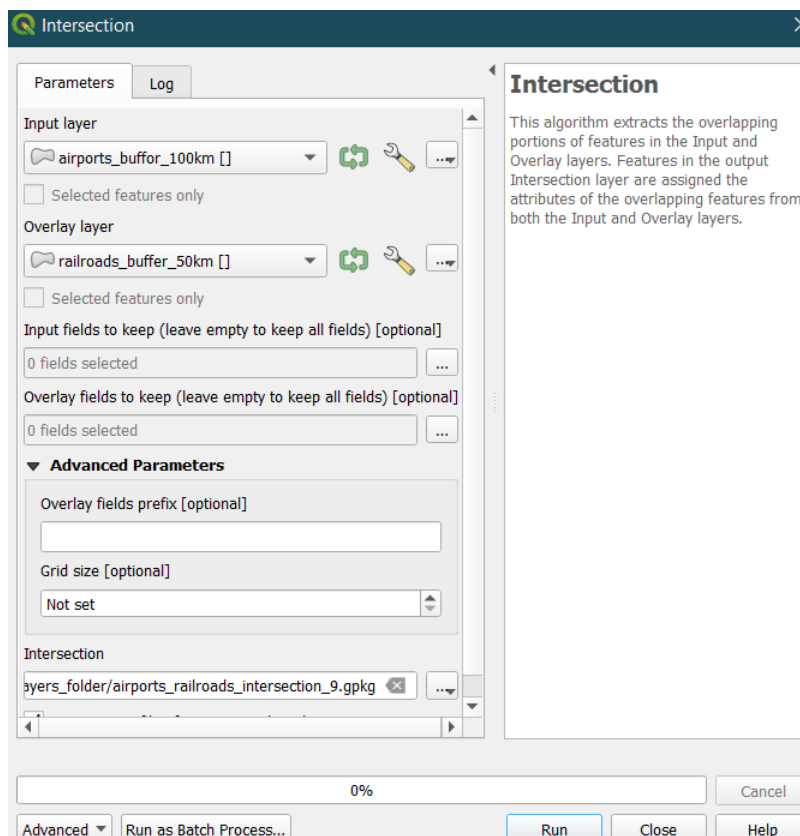 Intersection
Parameters
Log
Input layer
airports_buffor_100km []
...
Selected features only
Overlay layer
railroads_buffer_50km []
...
Selected features only
Input fields to keep (leave empty to keep all fields) [optional]
0 fields selected
...
Overlay fields to keep (leave empty to keep all fields) [optional]
0 fields selected
...
Advanced Parameters
Overlay fields prefix [optional]
Grid size [optional]
Not set
Intersection
ayers_folder/airports_railroads_intersection_9.gpkg
...
Intersection
This algorithm extracts the overlapping
portions of features in the Input and
Overlay layers. Features in the output
Intersection layer are assigned the
attributes of the overlapping features from
both the Input and Overlay layers.
0%
Cancel
Advanced
Run as Batch Process...
Run
Close
Help